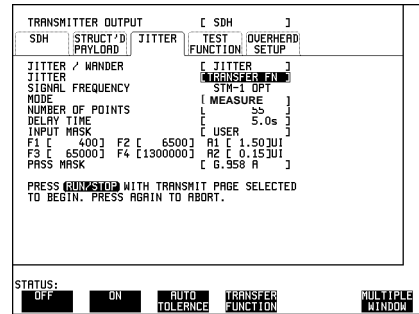 TRANSMITTER OUTPUT [ SDH ]
SDH STRUCT'D PAYLOAD JITTER TEST FUNCTION OVERHEAD SETUP
JITTER / WANDER [ JITTER ]
JITTER [TRANSFER FN ]
SIGNAL FREQUENCY STM-1 OPT
MODE [ MEASURE ]
NUMBER OF POINTS [ 55 ]
DELAY TIME [ 5.0s ]
INPUT MASK [ USER ]
F1 [ 400] F2 [ 6500] A1 [ 1.50]UI
F3 [ 65000] F4 [1300000] A2 [ 0.15]UI
PASS MASK [ G.958 A ]
PRESS RUN/STOP WITH TRANSMIT PAGE SELECTED
TO BEGIN. PRESS AGAIN TO ABORT.
STATUS:
OFF ON AUTO TOLERNCE TRANSFER FUNCTION MULTIPLE WINDOW